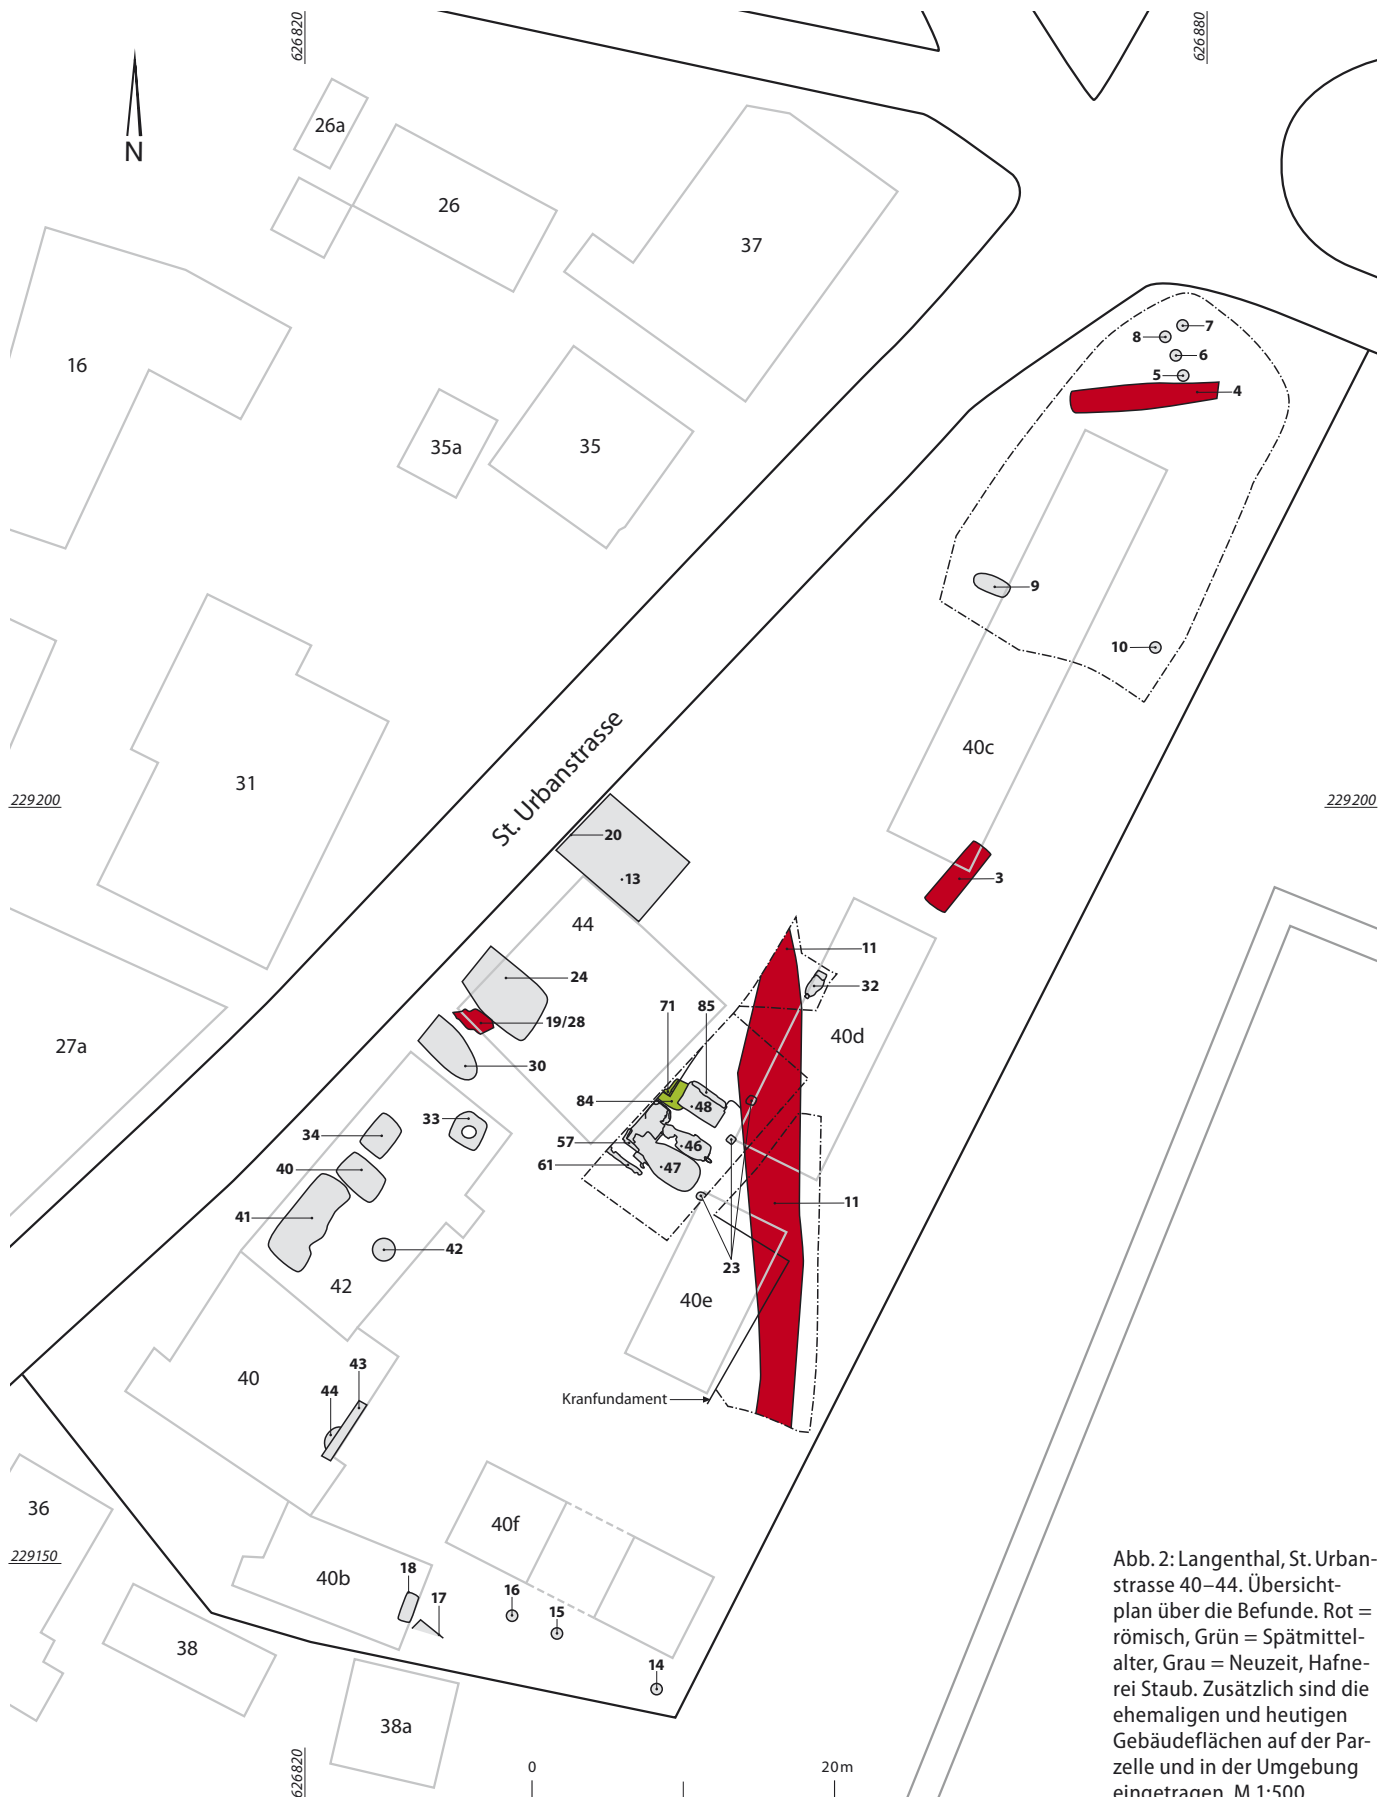 626820
626880
N
26a
26
37
16
7
8
6
5
4
35a
35
9
10
St. Urbanstrasse
40c
31
229200
229200
20
13
3
44
11
24
32
71
85
19/28
40d
27a
30
84
48
33
34
57
46
40
61
47
41
11
42
23
42
40e
43
40
Kranfundament
44
36
40f
229150
18
40b
17
16
15
38
14
38a
626820
0
20m
Abb. 2: Langenthal, St. Urban-
strasse 40–44. Übersicht-
plan über die Befunde. Rot =
römisch, Grün = Spätmittel-
alter, Grau = Neuzeit, Hafne-
rei Staub. Zusätzlich sind die
ehemaligen und heutigen
Gebäudeflächen auf der Par-
zelle und in der Umgebung
eingetragen. M 1:500